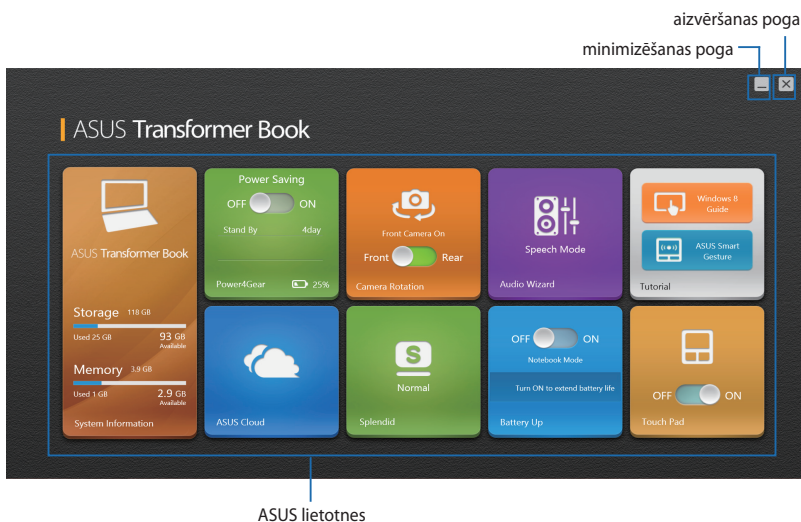 aizvēršanas poga
minimizēšanas poga
ASUS Transformer Book
ASUS Transformer Book
Storage 118 GB
Used 25 GB 93 GB
Available
Memory 3.9 GB
Used 1 GB 2.9 GB
Available
System Information
Power Saving
OFF ON
Stand By 4day
Power4Gear 25%
Front Camera On
Front Rear
Camera Rotation
Speech Mode
Audio Wizard
Windows 8
Guide
ASUS Smart
Gesture
Tutorial
ASUS Cloud
S
Normal
Splendid
OFF ON
Notebook Mode
Turn ON to extend battery life
Battery Up
OFF ON
Touch Pad
ASUS lietotnes